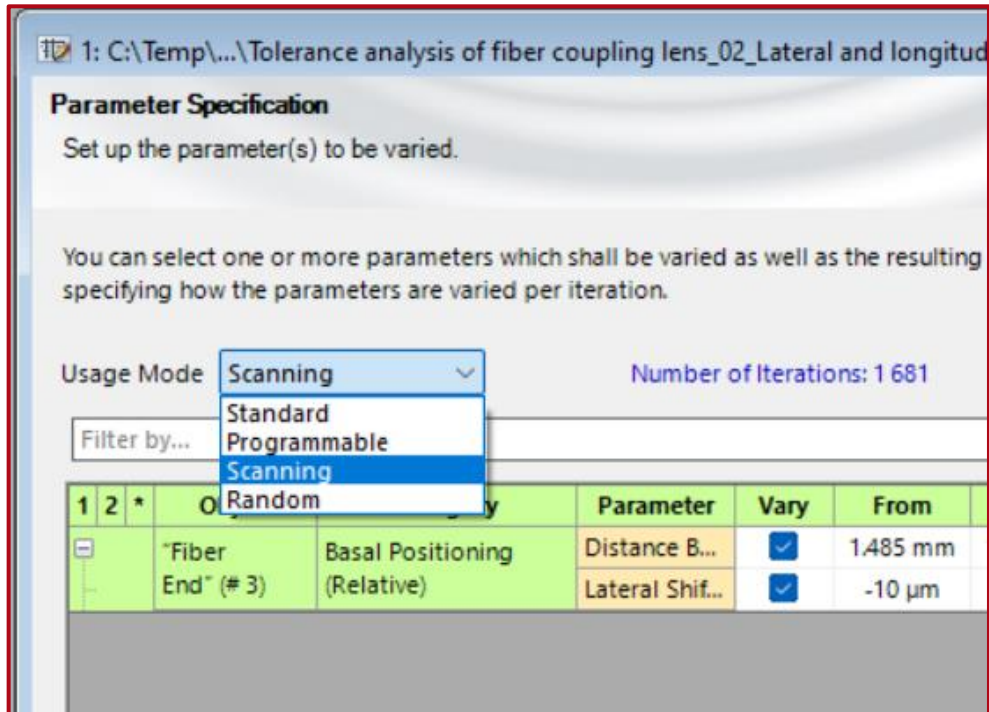 1: C:\Temp\...\Tolerance analysis of fiber coupling lens_02_Lateral and longitud
Parameter Specification
Set up the parameter(s) to be varied.
You can select one or more parameters which shall be varied as well as the resulting
specifying how the parameters are varied per iteration.
Usage Mode Scanning Number of Iterations: 1 681
Standard
Filter by... Programmable
Scanning
Random
1 2 * Parameter Vary From
"Fiber Basal Positioning Distance B... 1.485 mm
End" (# 3) (Relative) Lateral Shif... -10 µm